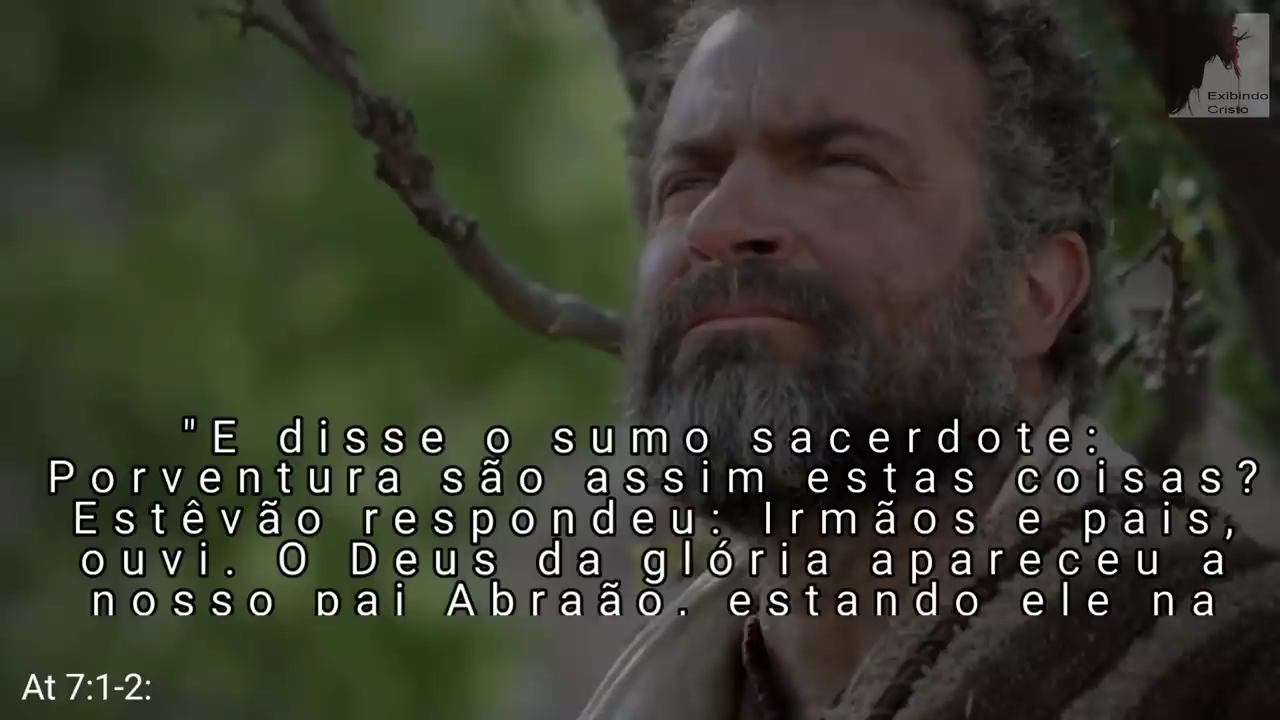 Exibindo
Cristo
"E disse o sumo sacerdote:
Porventura são assim estas coisas?
Estêvão respondeu: Irmãos e pais,
ouvi. O Deus da glória apareceu a
nosso pai Abraão, estando ele na
At 7:1-2: